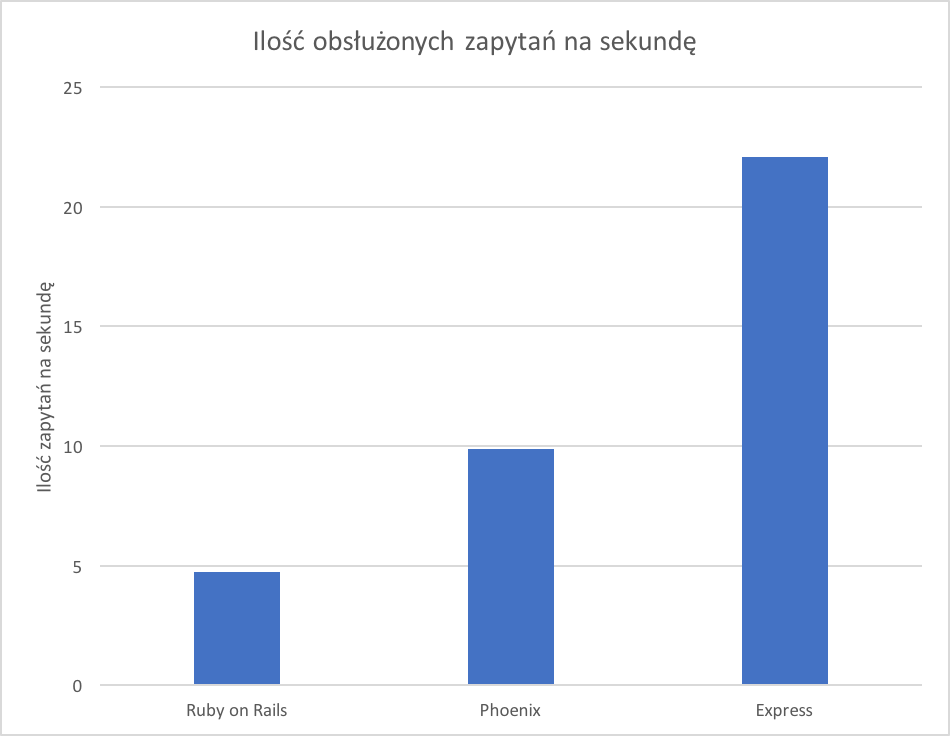 Ilość obsłużonych zapytań na sekundę
Ilość zapytań na sekundę
25
20
15
10
5
0
Ruby on Rails
Phoenix
Express